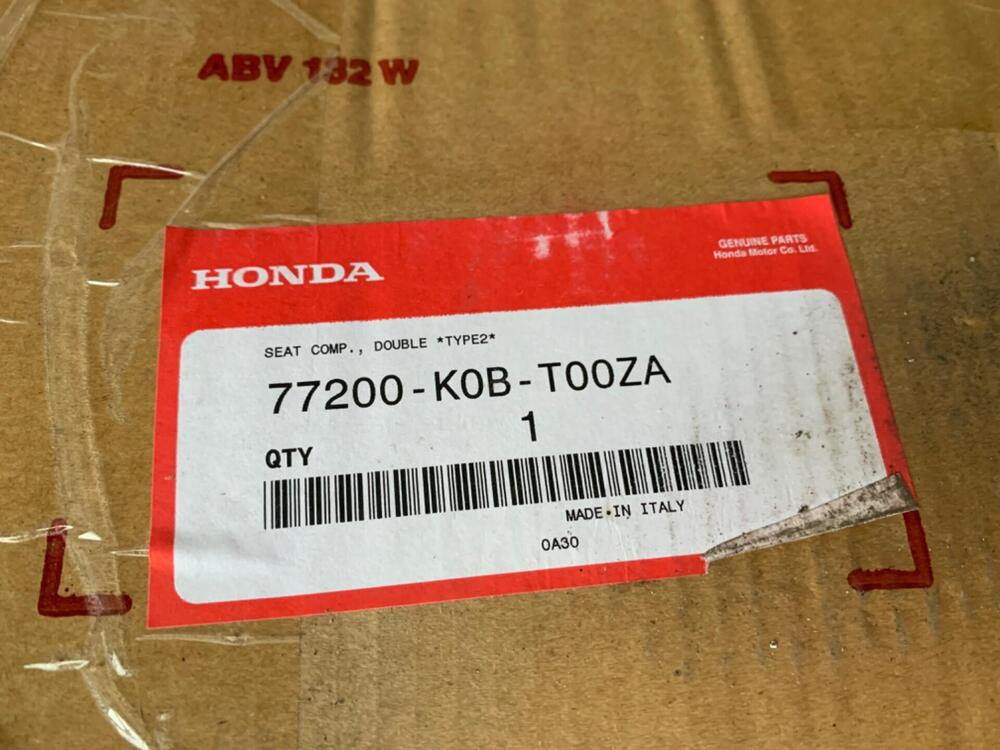 ABV 132 W
HONDA
GENUINE PARTS
Honda Motor Co. Ltd.
SEAT COMP., DOUBLE *TYPE2*
77200-K0B-T00ZA
1
QTY
MADE IN ITALY
0A30